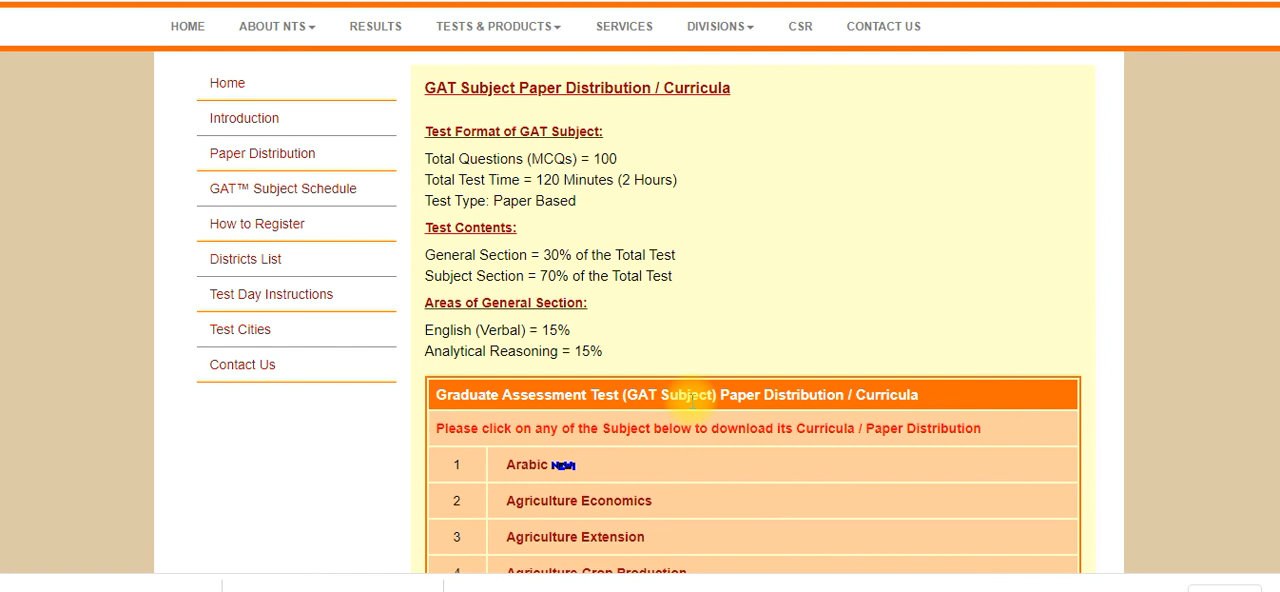 HOME ABOUT NTS RESULTS TESTS & PRODUCTS SERVICES DIVISIONS CSR CONTACT US
Home
Introduction
Paper Distribution
GAT™ Subject Schedule
How to Register
Districts List
Test Day Instructions
Test Cities
Contact Us
GAT Subject Paper Distribution / Curricula
Test Format of GAT Subject:
Total Questions (MCQs) = 100
Total Test Time = 120 Minutes (2 Hours)
Test Type: Paper Based
Test Contents:
General Section = 30% of the Total Test
Subject Section = 70% of the Total Test
Areas of General Section:
English (Verbal) = 15%
Analytical Reasoning = 15%
Graduate Assessment Test (GAT Subject) Paper Distribution / Curricula
Please click on any of the Subject below to download its Curricula / Paper Distribution
1 Arabic
2 Agriculture Economics
3 Agriculture Extension
4 Agriculture Crop Production